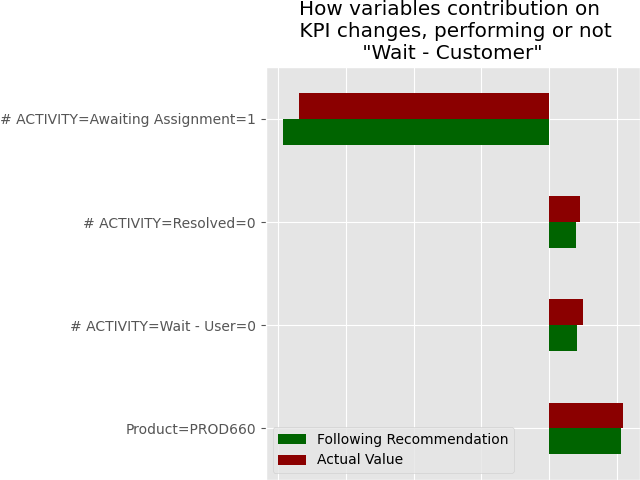 How variables contribution on
KPI changes, performing or not
"Wait - Customer"
# ACTIVITY=Awaiting Assignment=1
# ACTIVITY=Resolved=0
# ACTIVITY=Wait - User=0
Product=PROD660
Following Recommendation
Actual Value